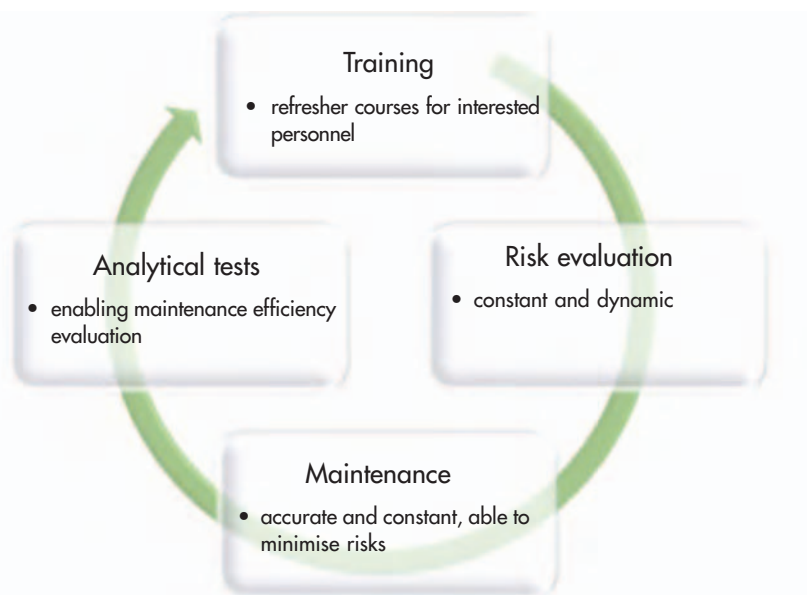 Training
• refresher courses for interested
personnel
Risk evaluation
• constant and dynamic
Maintenance
• accurate and constant, able to
minimise risks
Analytical tests
• enabling maintenance efficiency
evaluation